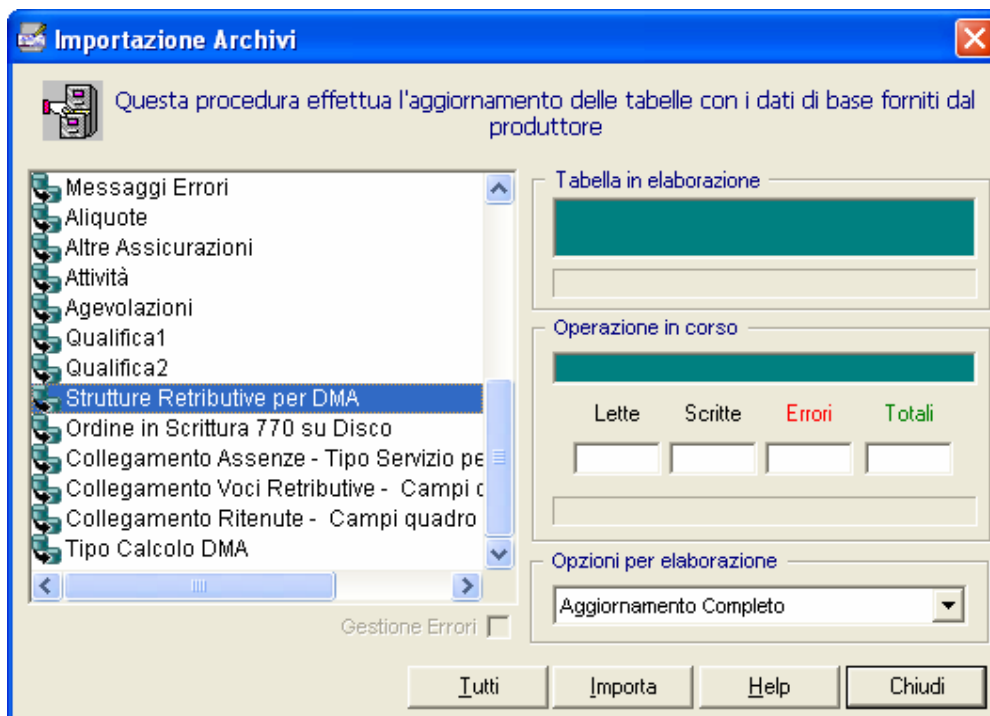 Importazione Archivi
Questa procedura effettua l'aggiornamento delle tabelle con i dati di base forniti dal
produttore
Messaggi Errori
Aliquote
Altre Assicurazioni
Attività
Agevolazioni
Qualifica1
Qualifica2
Strutture Retributive per DMA
Ordine in Scrittura 770 su Disco
Collegamento Assenze - Tipo Servizio pe
Collegamento Voci Retributive - Campi c
Collegamento Ritenute - Campi quadro
Tipo Calcolo DMA
Gestione Errori
Tabella in elaborazione
Operazione in corso
Lette Scritte Errori Totali
Opzioni per elaborazione
Aggiornamento Completo
Tutti Importa Help Chiudi